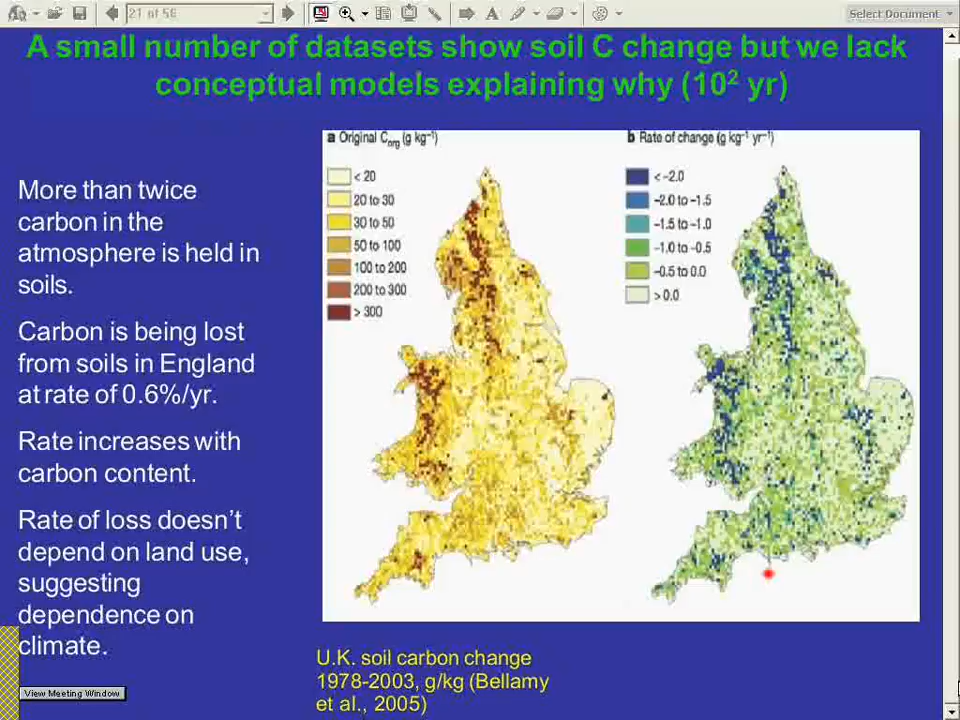 21 of 56
Select Document
A small number of datasets show soil C change but we lack
conceptual models explaining why (10² yr)
More than twice
carbon in the
atmosphere is held in
soils.
Carbon is being lost
from soils in England
at rate of 0.6%/yr.
Rate increases with
carbon content.
Rate of loss doesn't
depend on land use,
suggesting
dependence on
climate.
a Original Corg (g kg⁻¹)
< 20
20 to 30
30 to 50
50 to 100
100 to 200
200 to 300
> 300
b Rate of change (g kg⁻¹ yr⁻¹)
< -2.0
-2.0 to -1.5
-1.5 to -1.0
-1.0 to -0.5
-0.5 to 0.0
> 0.0
U.K. soil carbon change
1978-2003, g/kg (Bellamy
et al., 2005)
View Meeting Window